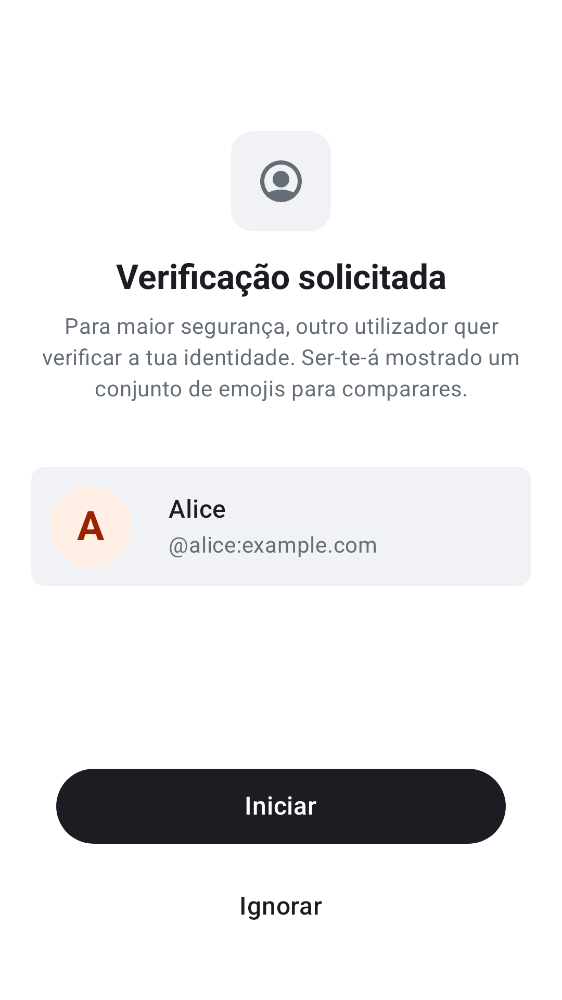 Verificação solicitada
Para maior segurança, outro utilizador quer
verificar a tua identidade. Ser-te-á mostrado um
conjunto de emojis para comparares.
A
Alice
@alice:example.com
Iniciar
Ignorar